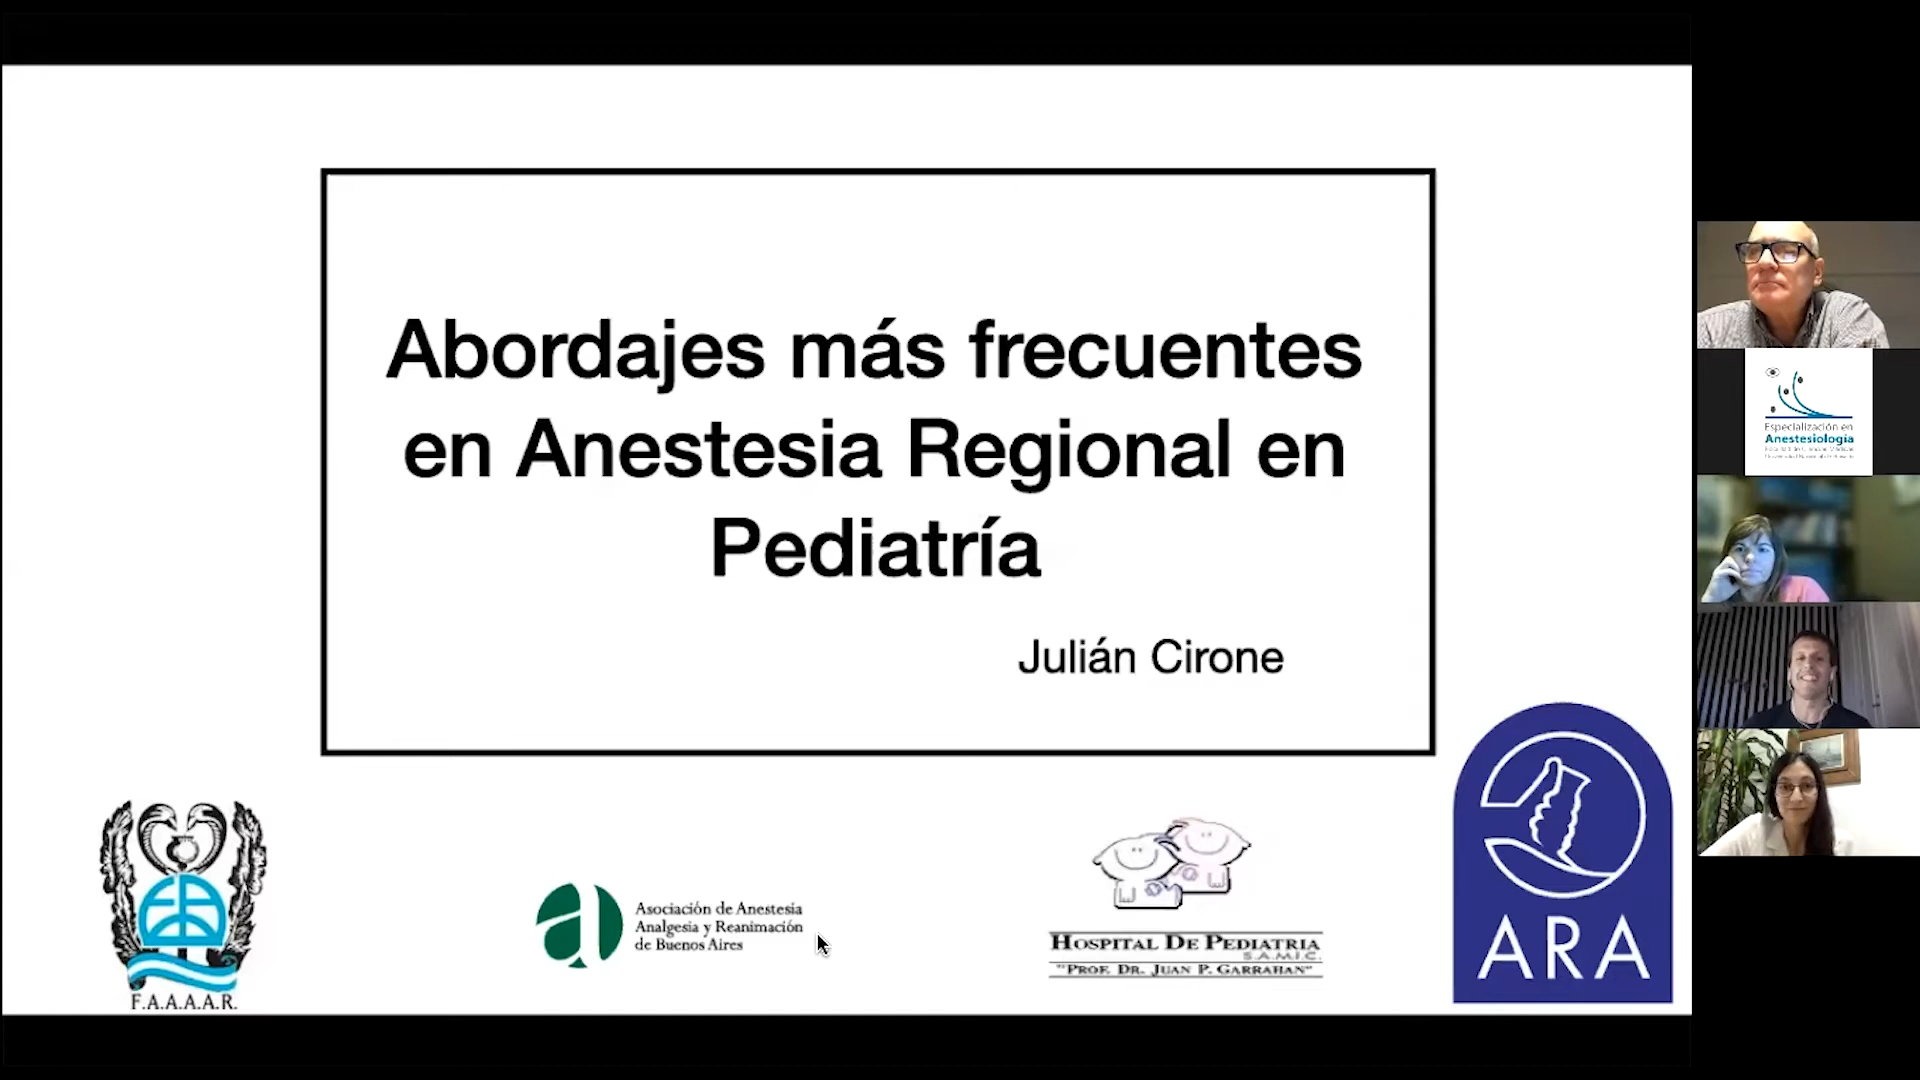 Abordajes más frecuentes
en Anestesia Regional en
Pediatría
Julián Cirone
F.A.A.A.A.R.
Asociación de Anestesia
Analgesia y Reanimación
de Buenos Aires
HOSPITAL DE PEDIATRIA
S.A.M.I.C.
"PROF. DR. JUAN P. GARRAHAN"
ARA
Especialización en
Anestesiología